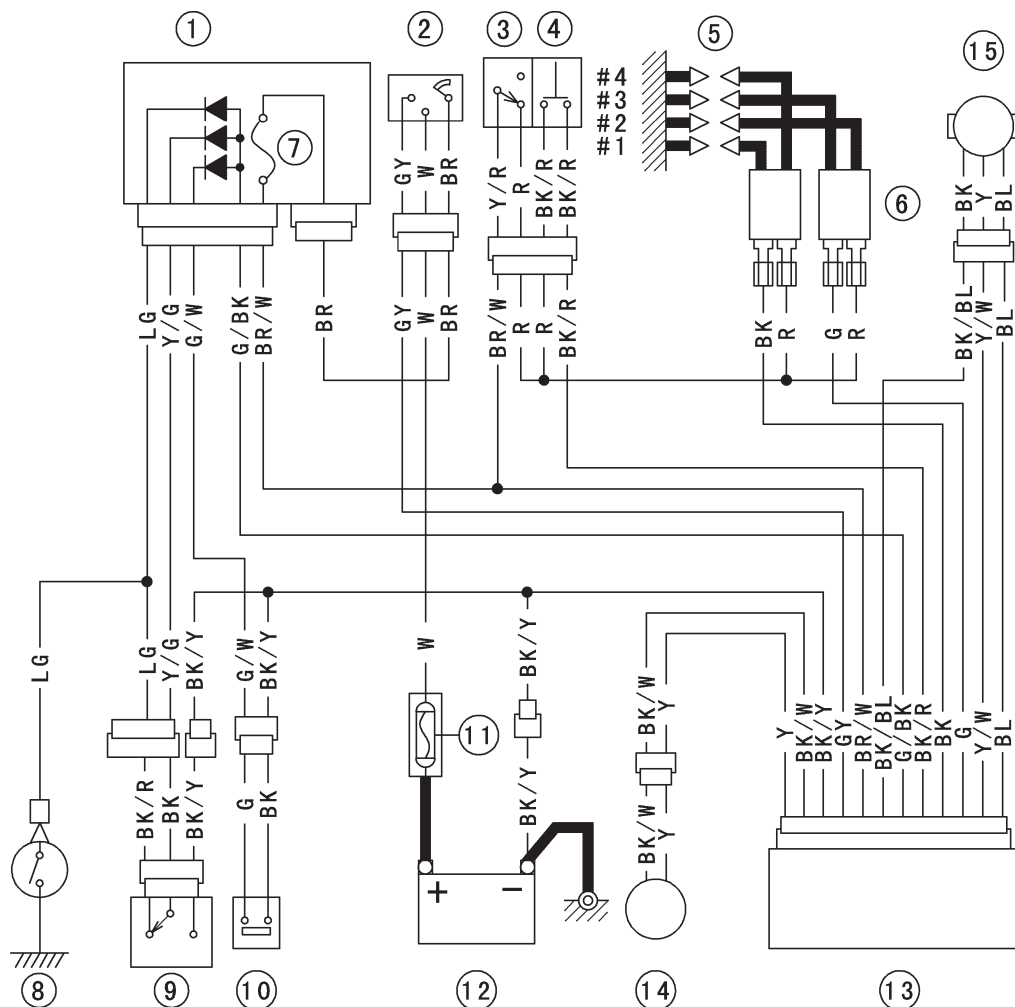 1
2
3
4
5
15
#4
#3
#2
#1
7
6
GY
W
BR
Y/R
R
BK/R
BK/R
BK
Y
BL
LG
Y/G
G/W
G/BK
BR/W
BR
GY
W
BR
BR/W
R
R
BK/R
BK
R
G
R
BK/BL
Y/W
BL
LG
LG
Y/G
BK/Y
G/W
BK/Y
W
BK/Y
BK/W
Y
11
Y
BK/W
BK/Y
GY
BR/W
BK/BL
G/BK
BK/R
BK
G
Y/W
BL
BK/R
BK
BK/Y
G
BK
BK/Y
BK/W
Y
+
−
8
9
10
12
14
13